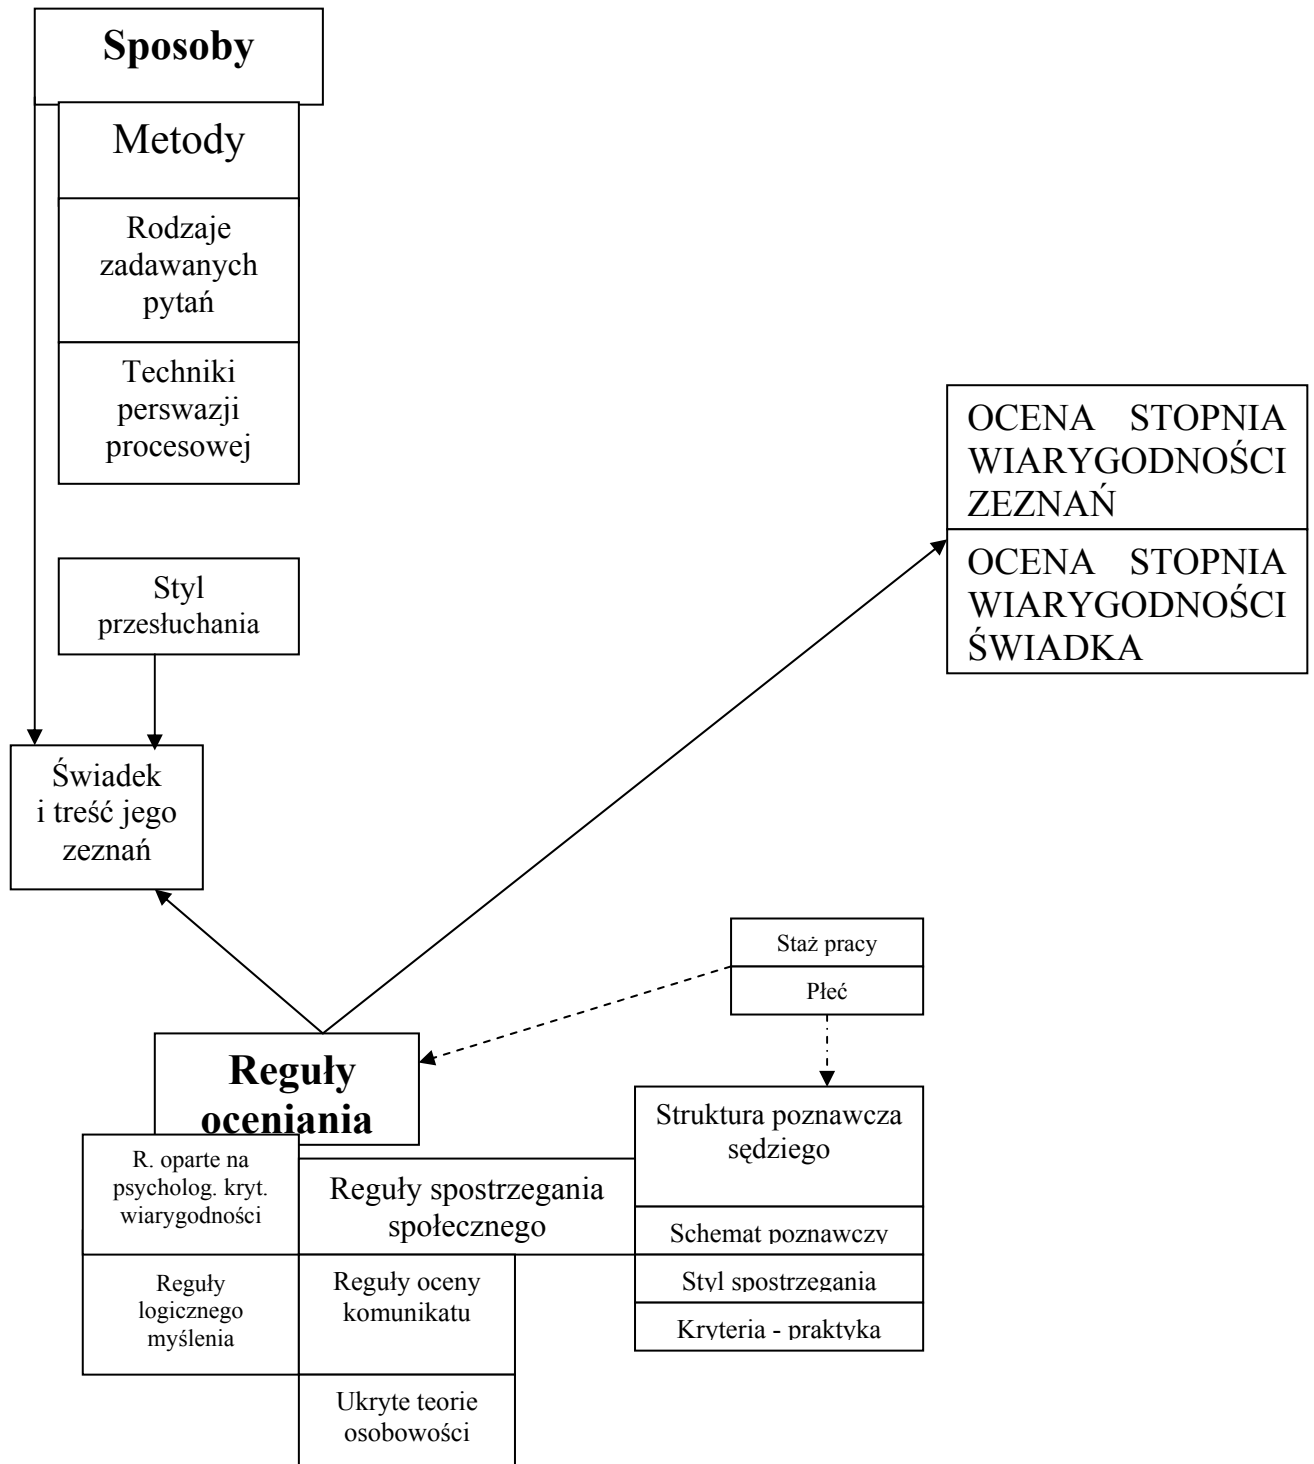 Sposoby
Metody
Rodzaje
zadawanych
pytań
Techniki
perswazji
procesowej
OCENA STOPNIA
WIARYGODNOŚCI
ZEZNAŃ
OCENA STOPNIA
WIARYGODNOŚCI
ŚWIADKA
Styl
przesłuchania
Świadek
i treść jego
zeznań
Staż pracy
Płeć
Reguły
oceniania
Struktura poznawcza
sędziego
R. oparte na
psycholog. kryt.
wiarygodności
Reguły spostrzegania
społecznego
Schemat poznawczy
Reguły
logicznego
myślenia
Reguły oceny
komunikatu
Styl spostrzegania
Kryteria - praktyka
Ukryte teorie
osobowości